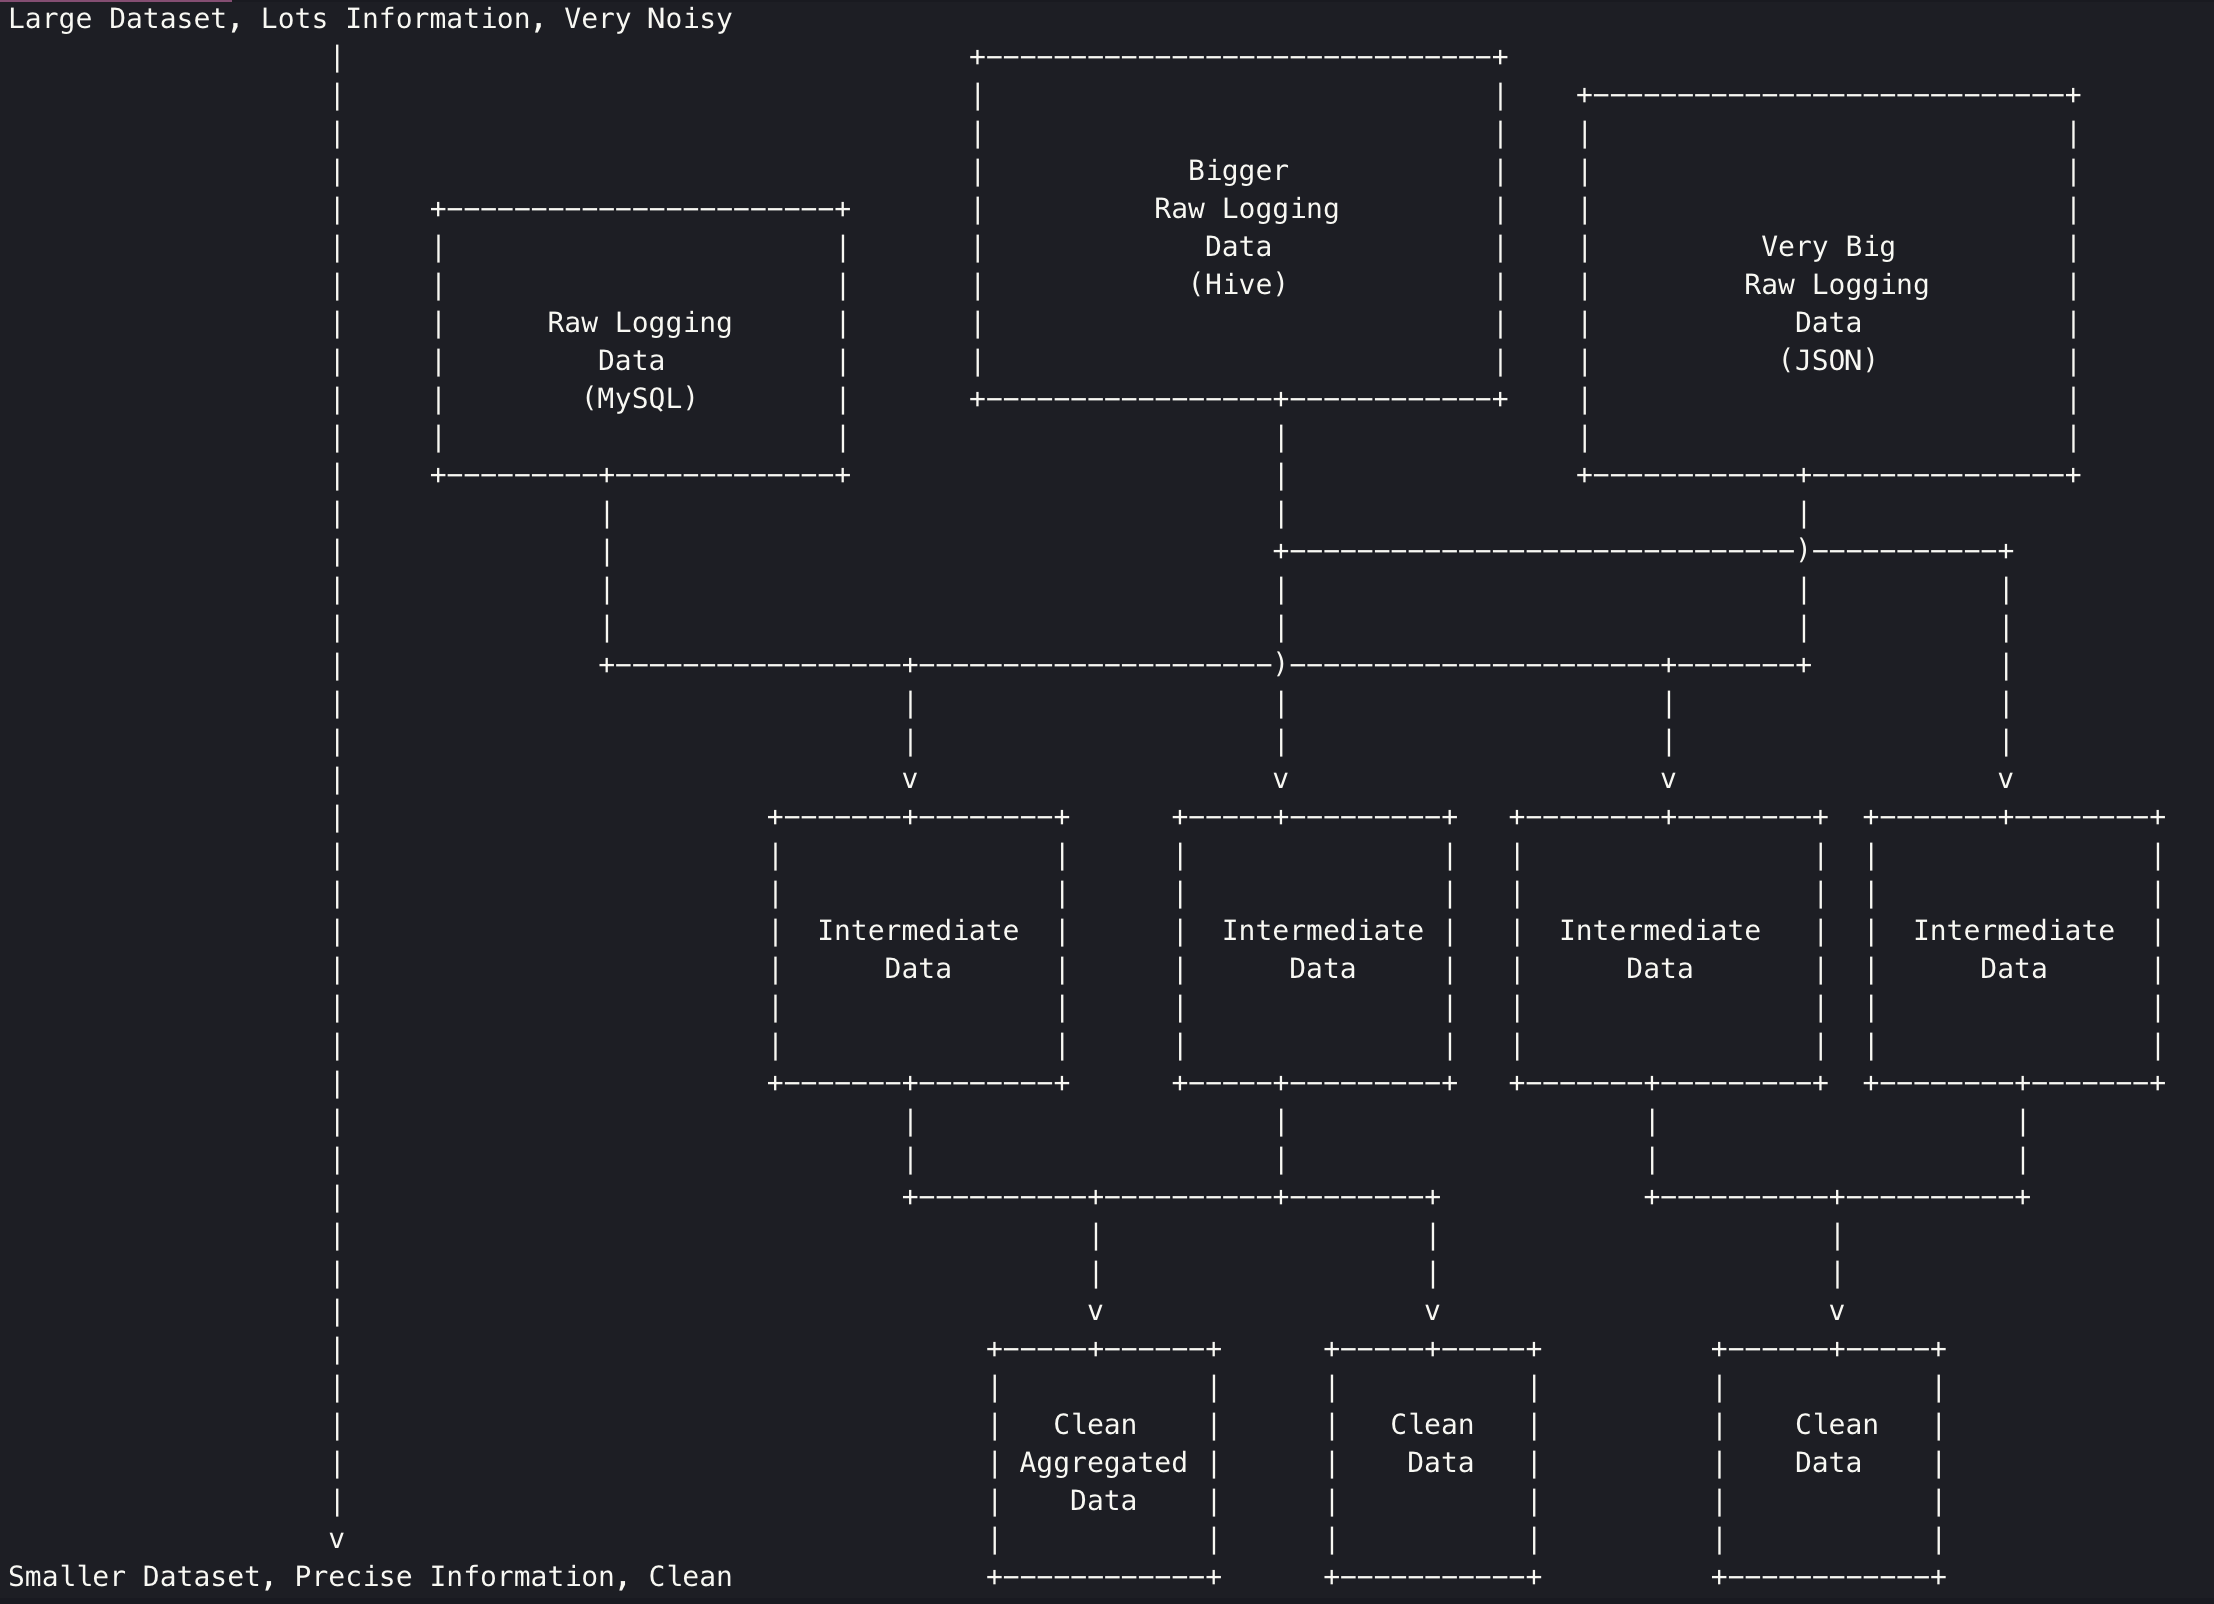 Large Dataset, Lots Information, Very Noisy
Bigger
Raw Logging
Data
(Hive)
Very Big
Raw Logging
Data
(JSON)
Raw Logging
Data
(MySQL)
Intermediate
Data
Intermediate
Data
Intermediate
Data
Intermediate
Data
Clean
Aggregated
Data
Clean
Data
Clean
Data
Smaller Dataset, Precise Information, Clean